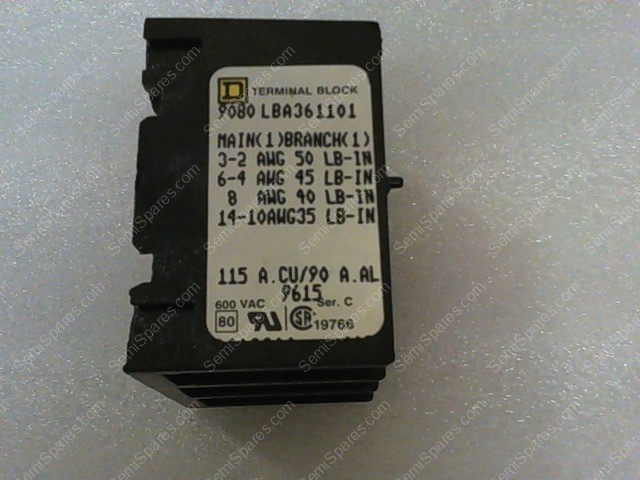 D TERMINAL BLOCK
9080 LBA361101
MAIN(1)BRANCH(1)
3-2 AWG 50 LB-IN
6-4 AWG 45 LB-IN
8 AWG 40 LB-IN
14-10AWG35 LB-IN
115 A.CU/90 A.AL
9615
600 VAC Ser. C
80 UR SA 19766
SemiSpares.com